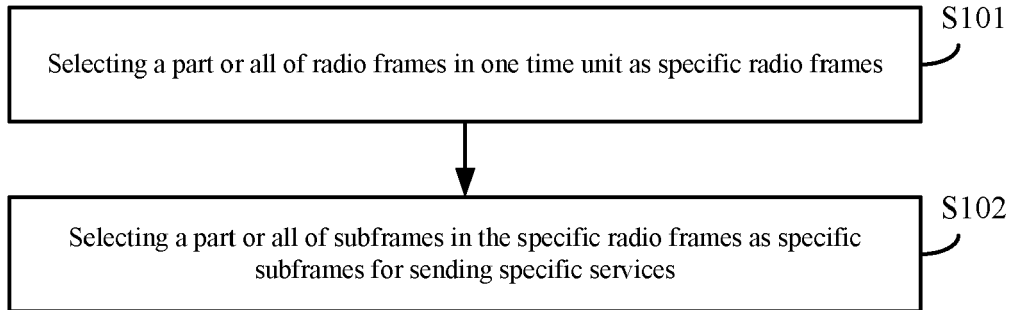 S101
Selecting a part or all of radio frames in one time unit as specific radio frames
S102
Selecting a part or all of subframes in the specific radio frames as specific
subframes for sending specific services